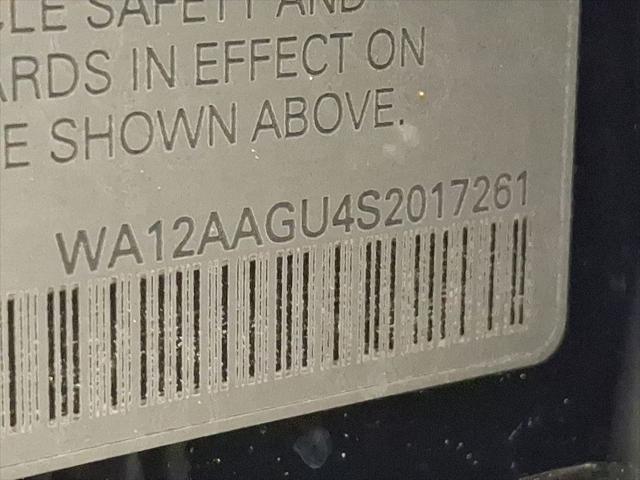 CLE SAFETY AND
ARDS IN EFFECT ON
E SHOWN ABOVE.
WA12AAGU4S2017261